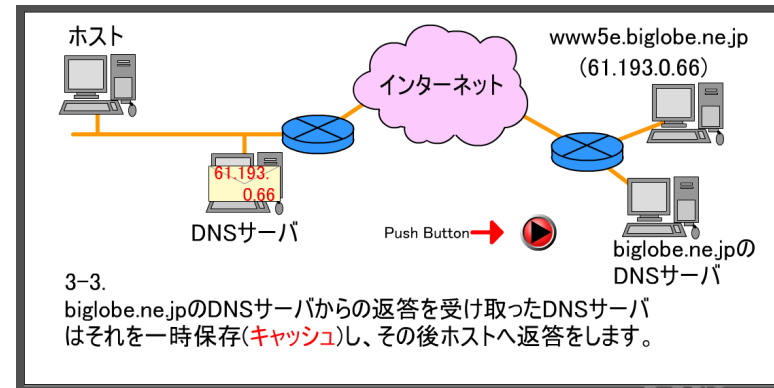 ホスト
www5e.biglobe.ne.jp
(61.193.0.66)
インターネット
61.193.
0.66
DNSサーバ
Push Button
biglobe.ne.jpの
DNSサーバ
3-3.
biglobe.ne.jpのDNSサーバからの返答を受け取ったDNSサーバ
はそれを一時保存(キャッシュ)し、その後ホストへ返答をします。